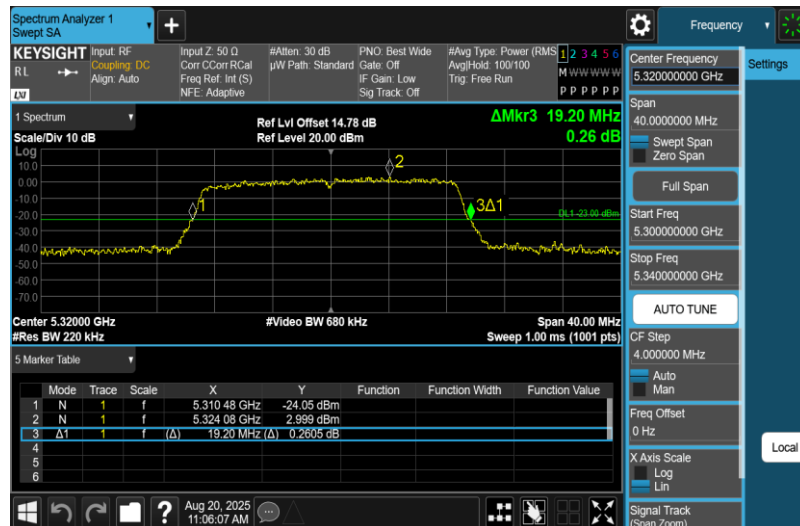 Spectrum Analyzer 1
Swept SA
+
Frequency
KEYSIGHT
RL
LXI
Input: RF
Coupling: DC
Align: Auto
Input Z: 50 Ω
Corr CCorr RCal
Freq Ref: Int (S)
NFE: Adaptive
#Atten: 30 dB
µW Path: Standard
PNO: Best Wide
Gate: Off
IF Gain: Low
Sig Track: Off
#Avg Type: Power (RMS
Avg|Hold: 100/100
Trig: Free Run
1 2 3 4 5 6
M W W W W W
P P P P P P
1 Spectrum
Scale/Div 10 dB
Ref Lvl Offset 14.78 dB
Ref Level 20.00 dBm
ΔMkr3 19.20 MHz
0.26 dB
Log
10.0
0.00
-10.0
-20.0
-30.0
-40.0
-50.0
-60.0
-70.0
1
2
3Δ1
DL1 -23.00 dBm
Center 5.32000 GHz
#Video BW 680 kHz
Span 40.00 MHz
#Res BW 220 kHz
Sweep 1.00 ms (1001 pts)
5 Marker Table
Mode Trace Scale X Y Function Function Width Function Value
1 N 1 f 5.310 48 GHz -24.05 dBm
2 N 1 f 5.324 08 GHz 2.999 dBm
3 Δ1 1 f (Δ) 19.20 MHz (Δ) 0.2605 dB
4
5
6
Center Frequency
5.320000000 GHz
Settings
Span
40.0000000 MHz
Swept Span
Zero Span
Full Span
Start Freq
5.300000000 GHz
Stop Freq
5.340000000 GHz
AUTO TUNE
CF Step
4.000000 MHz
Auto
Man
Freq Offset
0 Hz
X Axis Scale
Log
Lin
Local
Signal Track
(Span Zoom)
?
Aug 20, 2025
11:06:07 AM